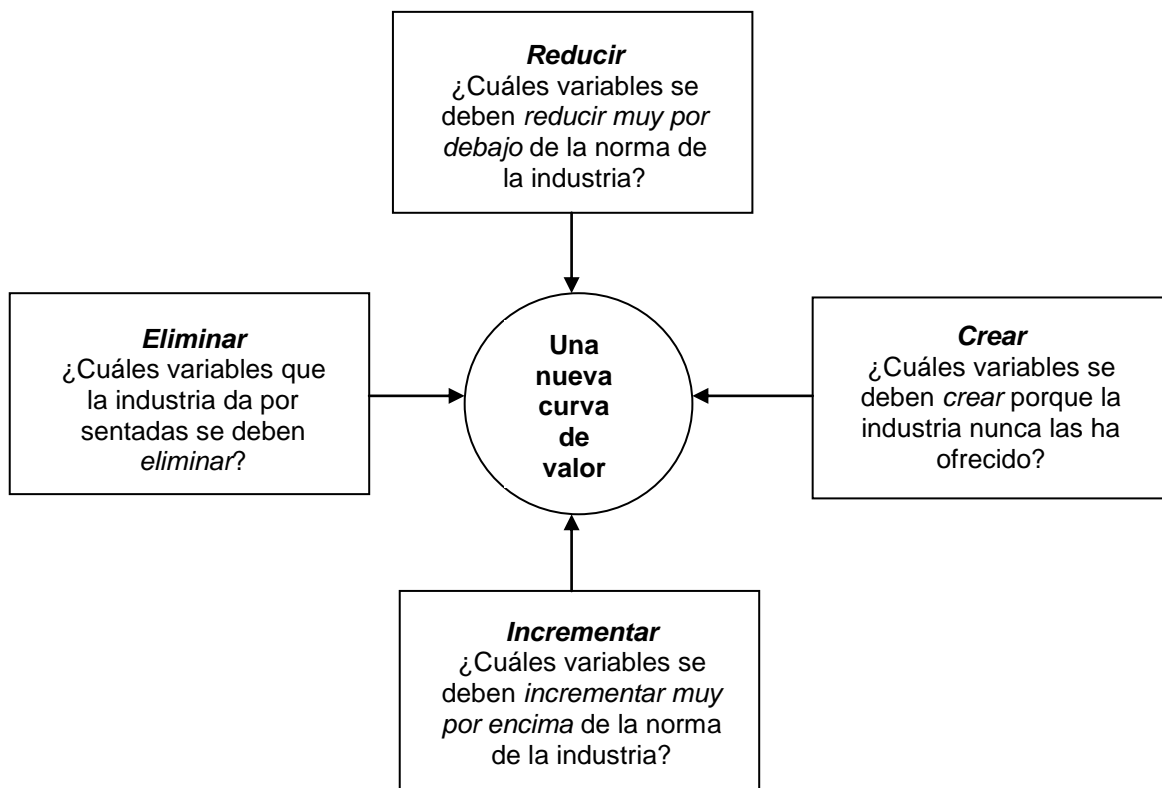 Reducir
¿Cuáles variables se
deben reducir muy por
debajo de la norma de
la industria?
Eliminar
¿Cuáles variables que
la industria da por
sentadas se deben
eliminar?
Una
nueva
curva
de
valor
Crear
¿Cuáles variables se
deben crear porque la
industria nunca las ha
ofrecido?
Incrementar
¿Cuáles variables se
deben incrementar muy
por encima de la norma
de la industria?